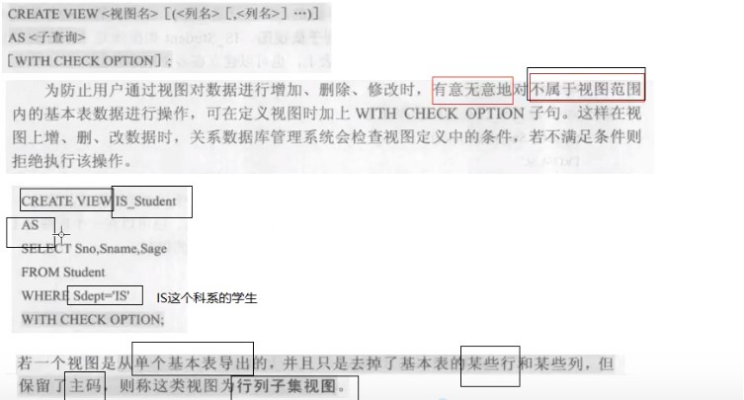 CREATE VIEW <视图名> [(<列名> [,<列名>] …)]
AS <子查询>
[WITH CHECK OPTION];
为防止用户通过视图对数据进行增加、删除、修改时，有意无意地对不属于视图范围
内的基本表数据进行操作，可在定义视图时加上 WITH CHECK OPTION 子句。这样在视
图上增、删、改数据时，关系数据库管理系统会检查视图定义中的条件，若不满足条件则
拒绝执行该操作。
CREATE VIEW IS_Student
AS
SELECT Sno,Sname,Sage
FROM Student
WHERE Sdept='IS' IS这个科系的学生
WITH CHECK OPTION;
若一个视图是从单个基本表导出的，并且只是去掉了基本表的某些行和某些列，但
保留了主码，则称这类视图为行列子集视图。